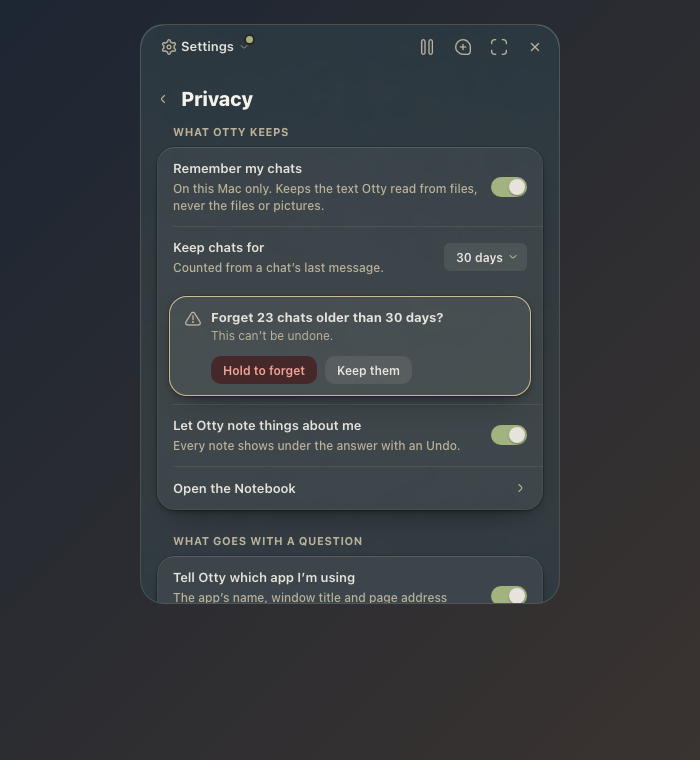 Settings
Privacy
WHAT OTTY KEEPS
Remember my chats
On this Mac only. Keeps the text Otty read from files,
never the files or pictures.
Keep chats for
30 days
Counted from a chat's last message.
Forget 23 chats older than 30 days?
This can't be undone.
Hold to forget
Keep them
Let Otty note things about me
Every note shows under the answer with an Undo.
Open the Notebook
WHAT GOES WITH A QUESTION
Tell Otty which app I’m using
The app’s name, window title and page address